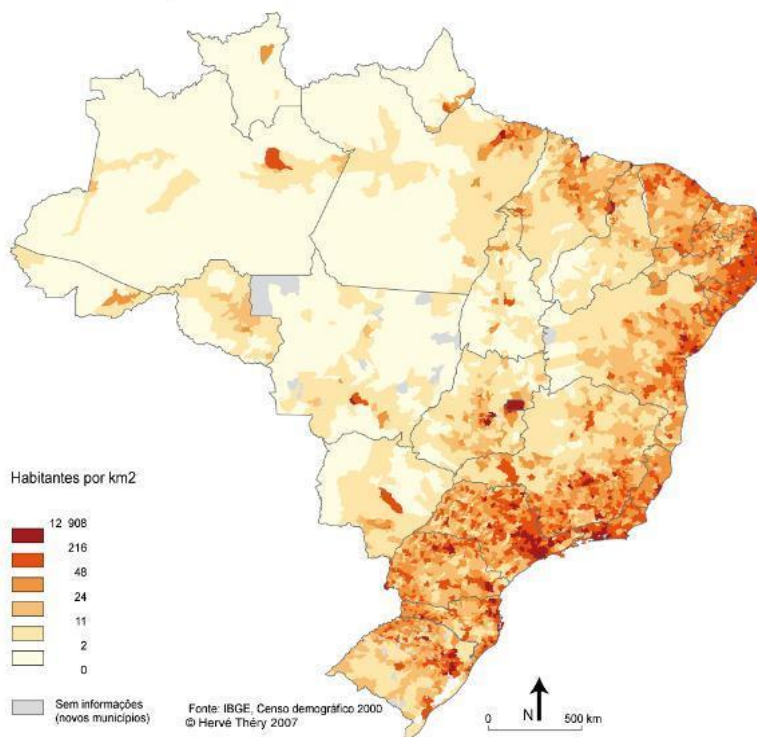 Habitantes por km2
12 908
216
48
24
11
2
0
Sem informações
(novos municípios)
Fonte: IBGE, Censo demográfico 2000
© Hervé Théry 2007
N
0 500 km